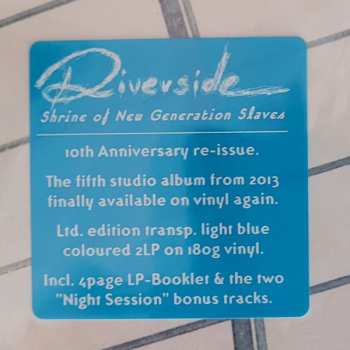 Riverside
Shrine of New Generation Slaves
10th Anniversary re-issue.
The fifth studio album from 2013
finally available on vinyl again.
Ltd. edition transp. light blue
coloured 2LP on 180g vinyl.
Incl. 4page LP-Booklet & the two
"Night Session" bonus tracks.